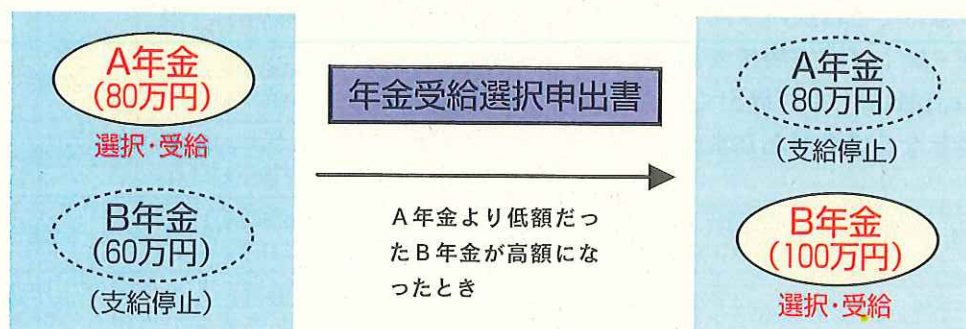 A年金
(80万円)
選択・受給
B年金
(60万円)
(支給停止)
年金受給選択申出書
A年金より低額だっ
たB年金が高額にな
ったとき
A年金
(80万円)
(支給停止)
B年金
(100万円)
選択・受給